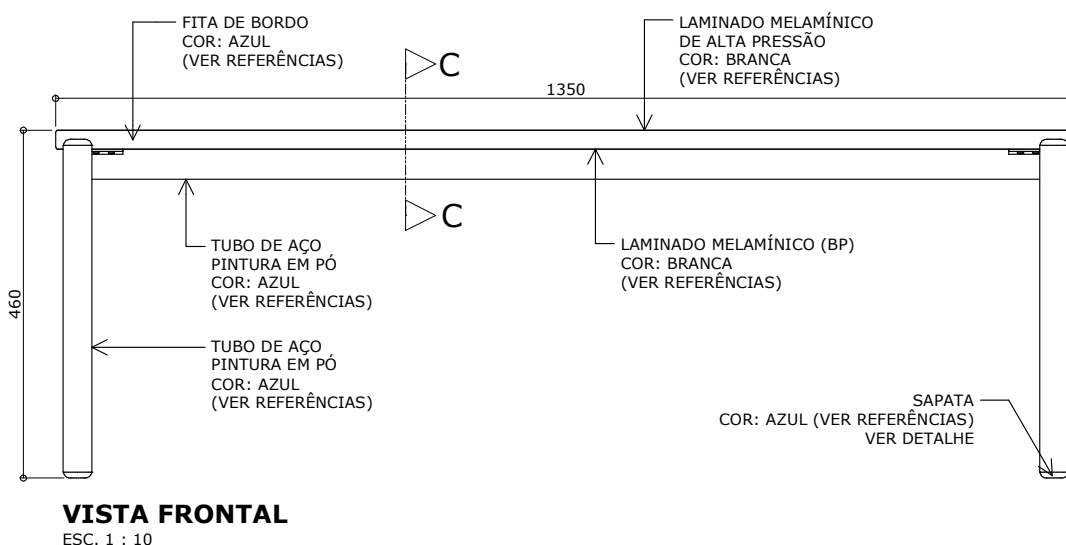 FITA DE BORDO
COR: AZUL
(VER REFERÊNCIAS)
LAMINADO MELAMÍNICO
DE ALTA PRESSÃO
COR: BRANCA
(VER REFERÊNCIAS)
C
1350
C
TUBO DE AÇO
PINTURA EM PÓ
COR: AZUL
(VER REFERÊNCIAS)
LAMINADO MELAMÍNICO (BP)
COR: BRANCA
(VER REFERÊNCIAS)
460
TUBO DE AÇO
PINTURA EM PÓ
COR: AZUL
(VER REFERÊNCIAS)
SAPATA
COR: AZUL (VER REFERÊNCIAS)
VER DETALHE
VISTA FRONTAL
ESC. 1 : 10